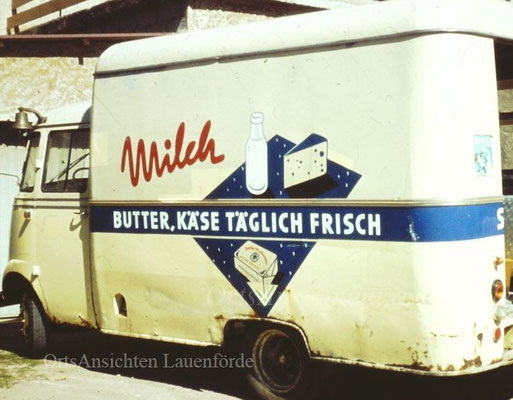 Milch
BUTTER, KÄSE TÄGLICH FRISCH
S
OrtsAnsichten Lauenförde